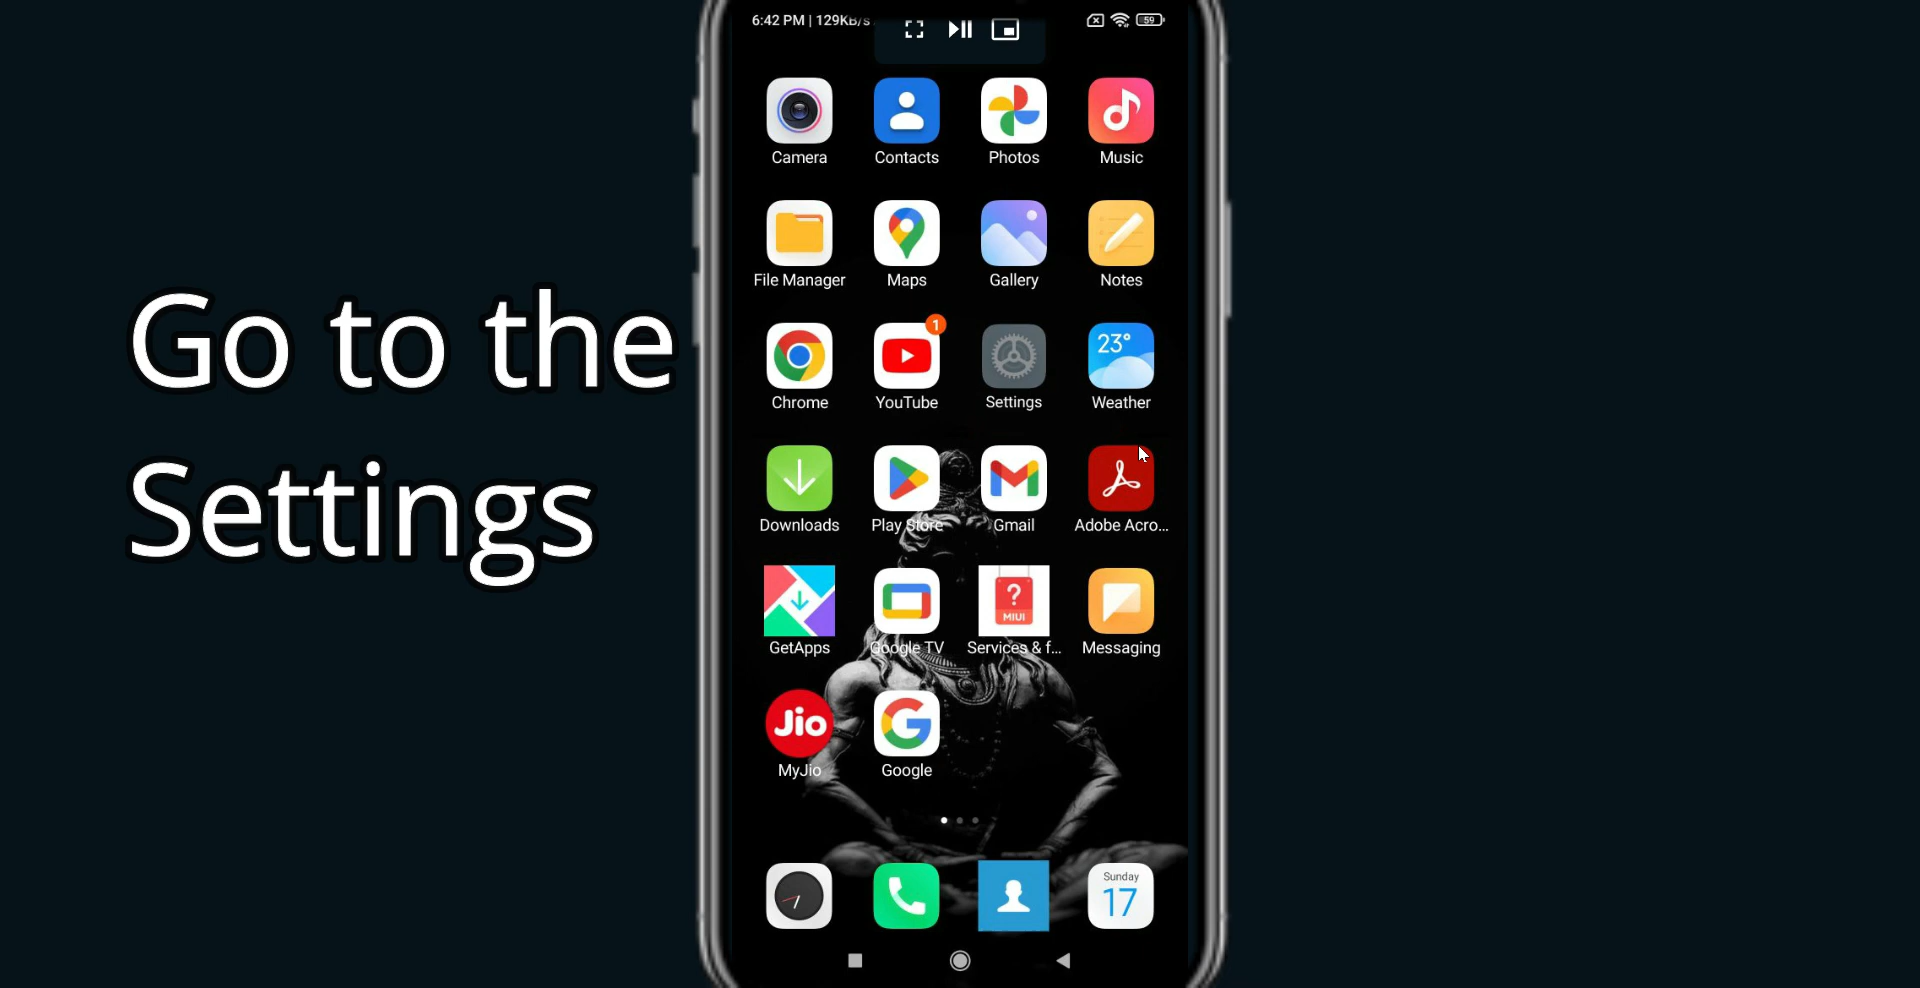 6:42 PM | 129KB/s
59
Camera
Contacts
Photos
Music
File Manager
Maps
Gallery
Notes
1
23°
Chrome
YouTube
Settings
Weather
Downloads
Play Store
Gmail
Adobe Acro...
?
MIUI
GetApps
Google TV
Services & f...
Messaging
Jio
MyJio
Google
Sunday
17
Go to the
Settings